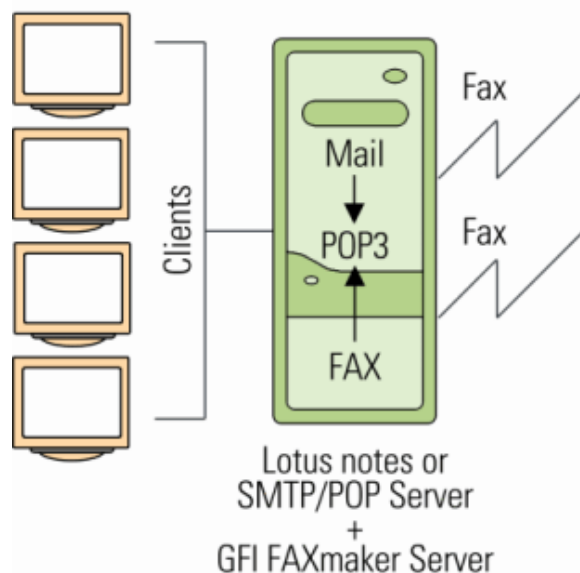 Clients
Mail
POP3
FAX
Fax
Fax
Lotus notes or
SMTP/POP Server
+
GFI FAXmaker Server